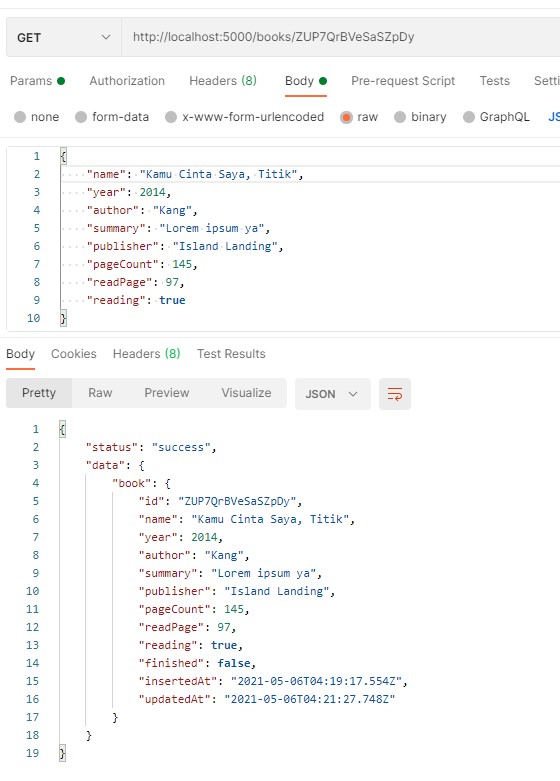 GET http://localhost:5000/books/ZUP7QrBVeSaSZpDy
Params Authorization Headers (8) Body Pre-request Script Tests Setti
none form-data x-www-form-urlencoded raw binary GraphQL JS
1 {
2 "name": "Kamu Cinta Saya, Titik",
3 "year": 2014,
4 "author": "Kang",
5 "summary": "Lorem ipsum ya",
6 "publisher": "Island Landing",
7 "pageCount": 145,
8 "readPage": 97,
9 "reading": true
10 }
Body Cookies Headers (8) Test Results
Pretty Raw Preview Visualize JSON
1 {
2 "status": "success",
3 "data": {
4 "book": {
5 "id": "ZUP7QrBVeSaSZpDy",
6 "name": "Kamu Cinta Saya, Titik",
7 "year": 2014,
8 "author": "Kang",
9 "summary": "Lorem ipsum ya",
10 "publisher": "Island Landing",
11 "pageCount": 145,
12 "readPage": 97,
13 "reading": true,
14 "finished": false,
15 "insertedAt": "2021-05-06T04:19:17.554Z",
16 "updatedAt": "2021-05-06T04:21:27.748Z"
17 }
18 }
19 }